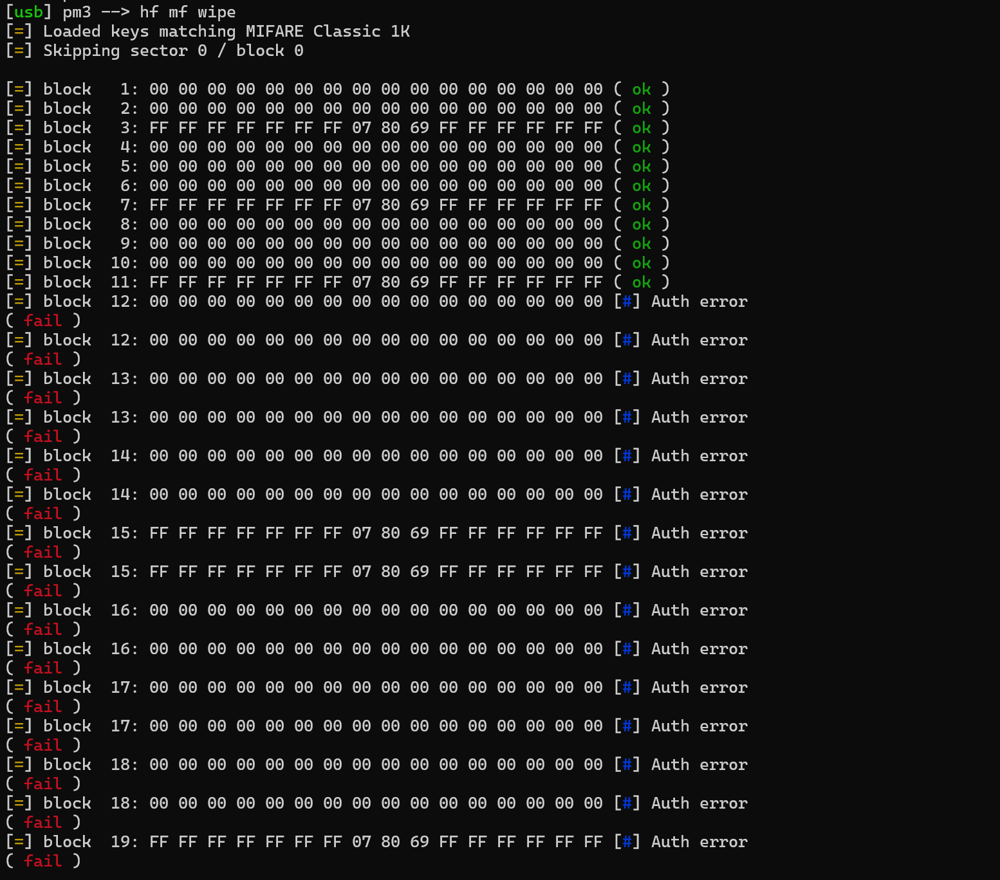 [usb] pm3 --> hf mf wipe
[=] Loaded keys matching MIFARE Classic 1K
[=] Skipping sector 0 / block 0
[=] block   1: 00 00 00 00 00 00 00 00 00 00 00 00 00 00 00 00 ( ok )
[=] block   2: 00 00 00 00 00 00 00 00 00 00 00 00 00 00 00 00 ( ok )
[=] block   3: FF FF FF FF FF FF FF 07 80 69 FF FF FF FF FF FF ( ok )
[=] block   4: 00 00 00 00 00 00 00 00 00 00 00 00 00 00 00 00 ( ok )
[=] block   5: 00 00 00 00 00 00 00 00 00 00 00 00 00 00 00 00 ( ok )
[=] block   6: 00 00 00 00 00 00 00 00 00 00 00 00 00 00 00 00 ( ok )
[=] block   7: FF FF FF FF FF FF FF 07 80 69 FF FF FF FF FF FF ( ok )
[=] block   8: 00 00 00 00 00 00 00 00 00 00 00 00 00 00 00 00 ( ok )
[=] block   9: 00 00 00 00 00 00 00 00 00 00 00 00 00 00 00 00 ( ok )
[=] block  10: 00 00 00 00 00 00 00 00 00 00 00 00 00 00 00 00 ( ok )
[=] block  11: FF FF FF FF FF FF FF 07 80 69 FF FF FF FF FF FF ( ok )
[=] block  12: 00 00 00 00 00 00 00 00 00 00 00 00 00 00 00 00 [#] Auth error
( fail )
[=] block  12: 00 00 00 00 00 00 00 00 00 00 00 00 00 00 00 00 [#] Auth error
( fail )
[=] block  13: 00 00 00 00 00 00 00 00 00 00 00 00 00 00 00 00 [#] Auth error
( fail )
[=] block  13: 00 00 00 00 00 00 00 00 00 00 00 00 00 00 00 00 [#] Auth error
( fail )
[=] block  14: 00 00 00 00 00 00 00 00 00 00 00 00 00 00 00 00 [#] Auth error
( fail )
[=] block  14: 00 00 00 00 00 00 00 00 00 00 00 00 00 00 00 00 [#] Auth error
( fail )
[=] block  15: FF FF FF FF FF FF FF 07 80 69 FF FF FF FF FF FF [#] Auth error
( fail )
[=] block  15: FF FF FF FF FF FF FF 07 80 69 FF FF FF FF FF FF [#] Auth error
( fail )
[=] block  16: 00 00 00 00 00 00 00 00 00 00 00 00 00 00 00 00 [#] Auth error
( fail )
[=] block  16: 00 00 00 00 00 00 00 00 00 00 00 00 00 00 00 00 [#] Auth error
( fail )
[=] block  17: 00 00 00 00 00 00 00 00 00 00 00 00 00 00 00 00 [#] Auth error
( fail )
[=] block  17: 00 00 00 00 00 00 00 00 00 00 00 00 00 00 00 00 [#] Auth error
( fail )
[=] block  18: 00 00 00 00 00 00 00 00 00 00 00 00 00 00 00 00 [#] Auth error
( fail )
[=] block  18: 00 00 00 00 00 00 00 00 00 00 00 00 00 00 00 00 [#] Auth error
( fail )
[=] block  19: FF FF FF FF FF FF FF 07 80 69 FF FF FF FF FF FF [#] Auth error
( fail )